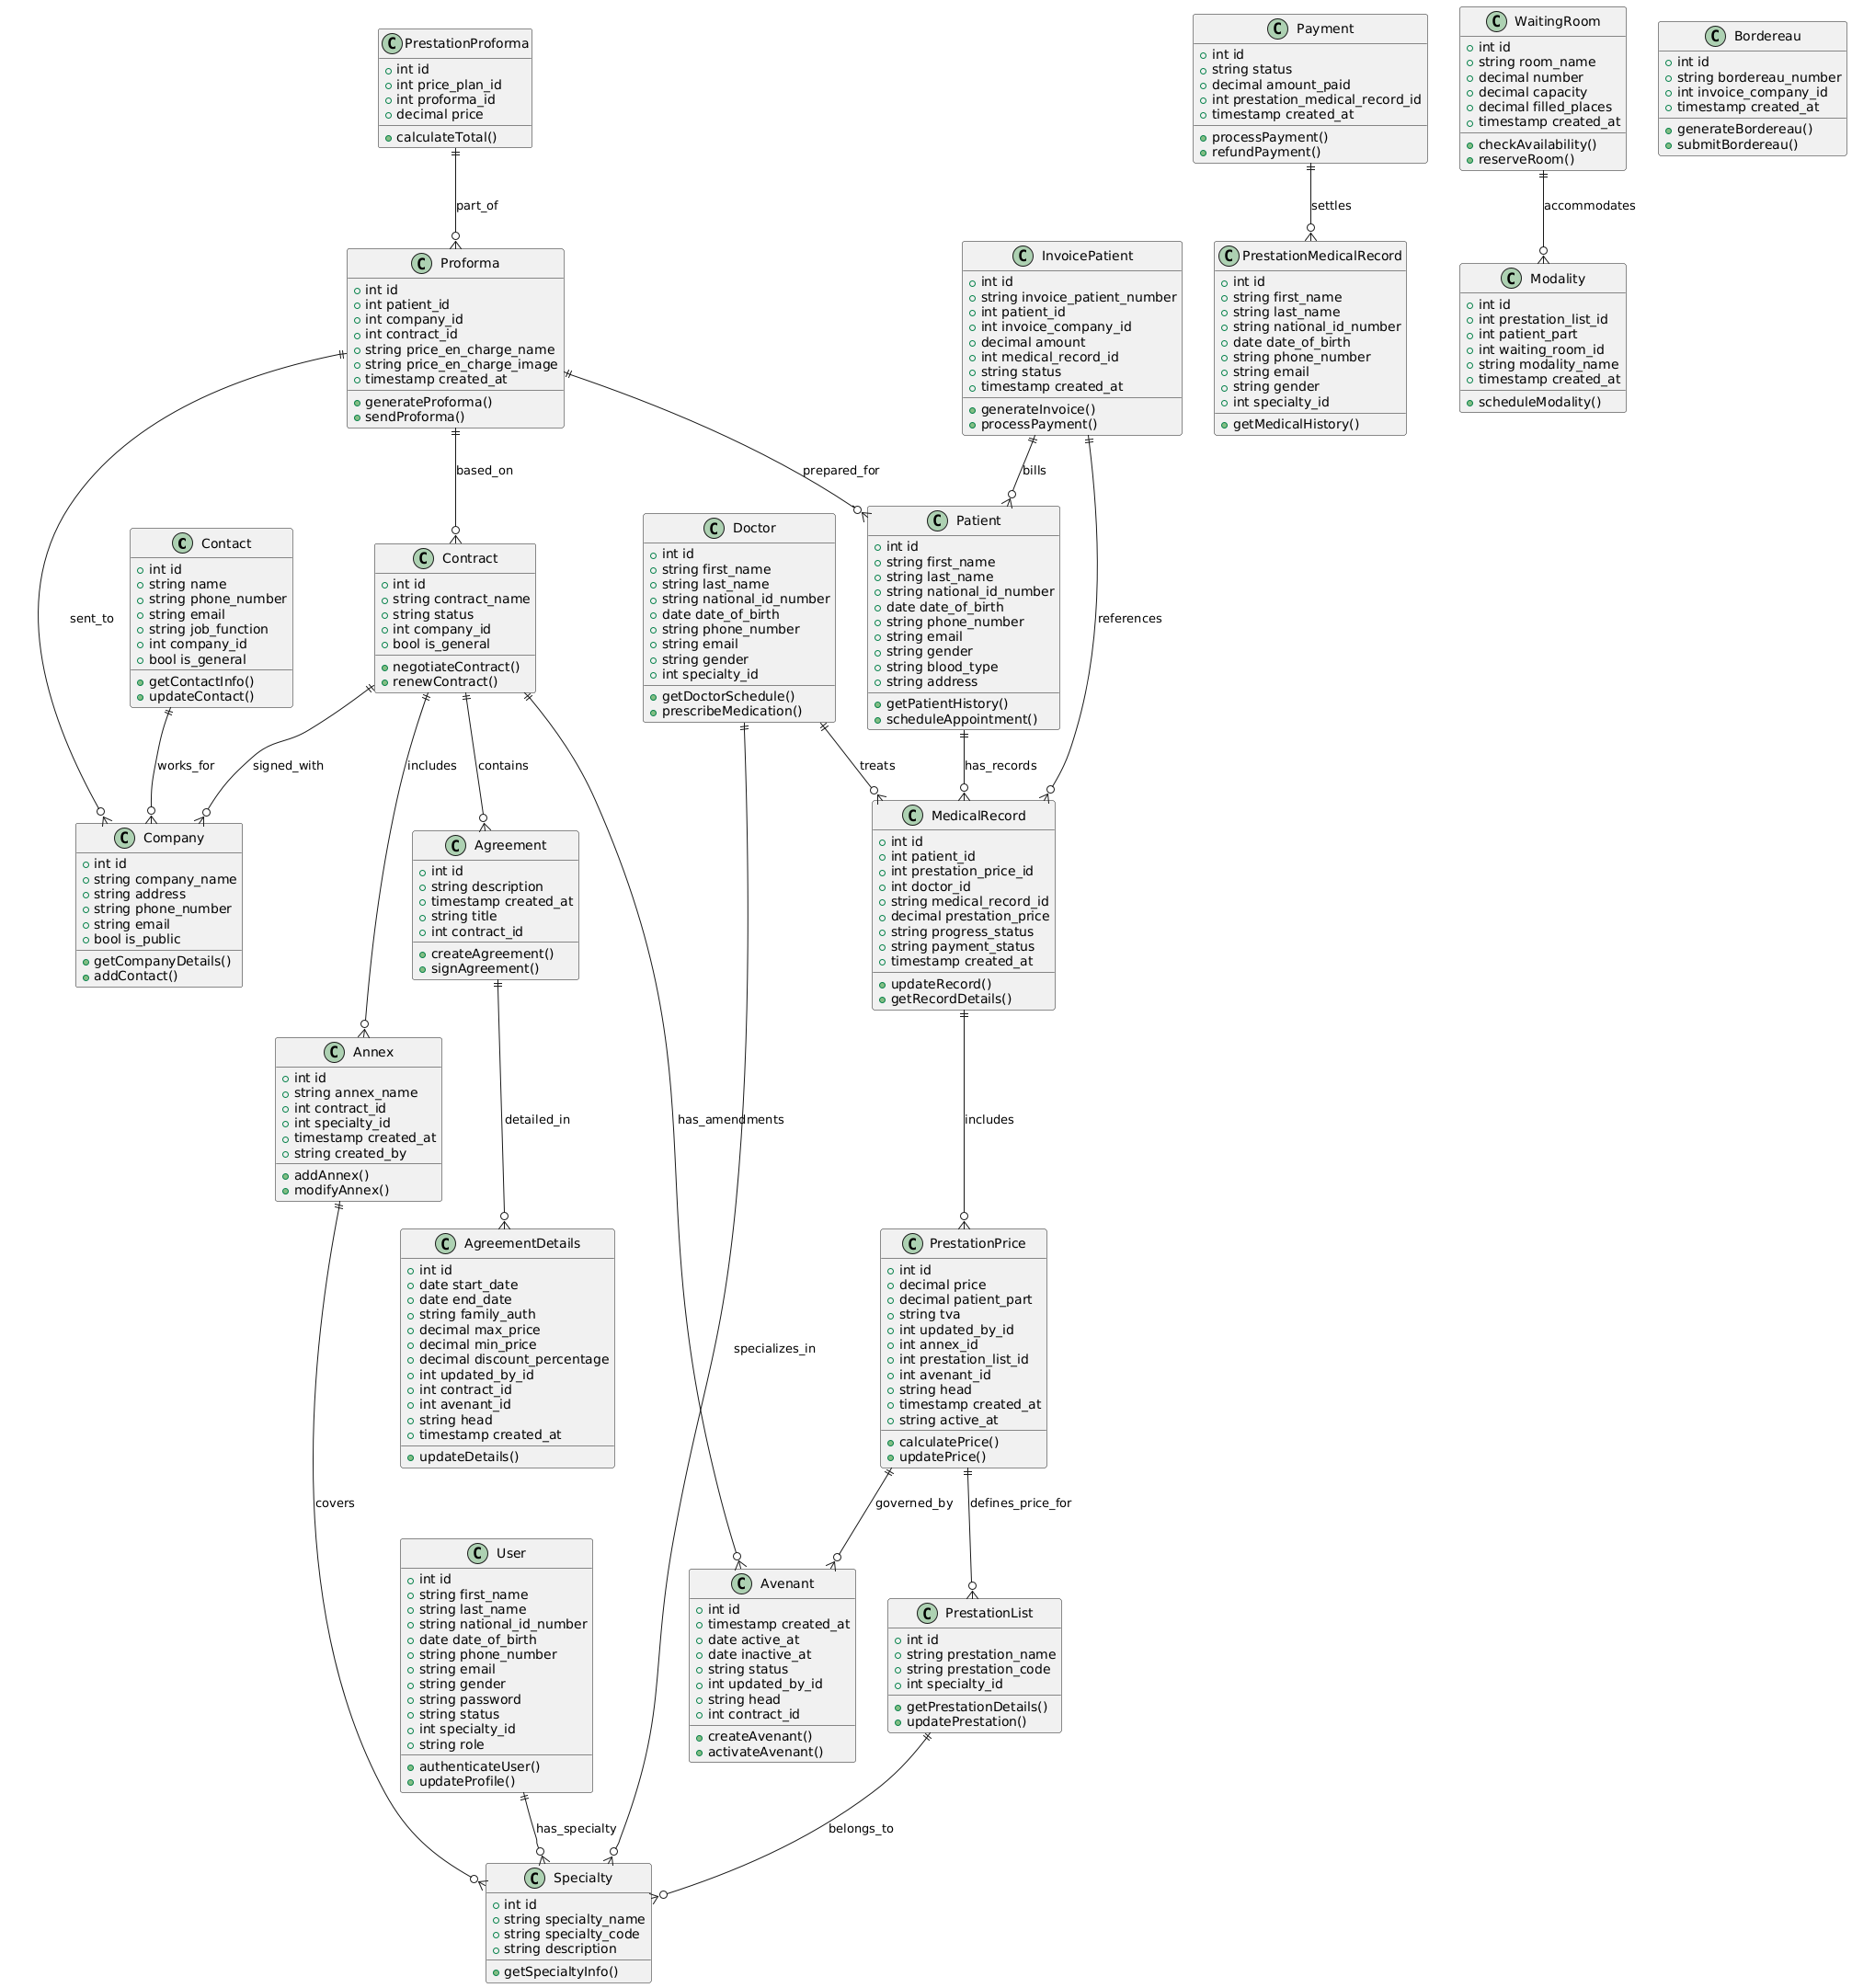 C PrestationProforma
int id
int price_plan_id
int proforma_id
decimal price
calculateTotal()
C Payment
int id
string status
decimal amount_paid
int prestation_medical_record_id
timestamp created_at
processPayment()
refundPayment()
C WaitingRoom
int id
string room_name
decimal number
decimal capacity
decimal filled_places
timestamp created_at
checkAvailability()
reserveRoom()
C Bordereau
int id
string bordereau_number
int invoice_company_id
timestamp created_at
generateBordereau()
submitBordereau()
part_of
settles
accommodates
C Proforma
int id
int patient_id
int company_id
int contract_id
string price_en_charge_name
string price_en_charge_image
timestamp created_at
generateProforma()
sendProforma()
C InvoicePatient
int id
string invoice_patient_number
int patient_id
int invoice_company_id
decimal amount
int medical_record_id
string status
timestamp created_at
generateInvoice()
processPayment()
C PrestationMedicalRecord
int id
string first_name
string last_name
string national_id_number
date date_of_birth
string phone_number
string email
string gender
int specialty_id
getMedicalHistory()
C Modality
int id
int prestation_list_id
int patient_part
int waiting_room_id
string modality_name
timestamp created_at
scheduleModality()
based_on
prepared_for
bills
sent_to
C Contact
int id
string name
string phone_number
string email
string job_function
int company_id
bool is_general
getContactInfo()
updateContact()
C Contract
int id
string contract_name
string status
int company_id
bool is_general
negotiateContract()
renewContract()
C Doctor
int id
string first_name
string last_name
string national_id_number
date date_of_birth
string phone_number
string email
string gender
int specialty_id
getDoctorSchedule()
prescribeMedication()
C Patient
int id
string first_name
string last_name
string national_id_number
date date_of_birth
string phone_number
string email
string gender
string blood_type
string address
getPatientHistory()
scheduleAppointment()
references
works_for
signed_with
includes
contains
treats
has_records
C Company
int id
string company_name
string address
string phone_number
string email
bool is_public
getCompanyDetails()
addContact()
C Agreement
int id
string description
timestamp created_at
string title
int contract_id
createAgreement()
signAgreement()
C MedicalRecord
int id
int patient_id
int prestation_price_id
int doctor_id
string medical_record_id
decimal prestation_price
string progress_status
string payment_status
timestamp created_at
updateRecord()
getRecordDetails()
C Annex
int id
string annex_name
int contract_id
int specialty_id
timestamp created_at
string created_by
addAnnex()
modifyAnnex()
detailed_in
has_amendments
includes
C AgreementDetails
int id
date start_date
date end_date
string family_auth
decimal max_price
decimal min_price
decimal discount_percentage
int updated_by_id
int contract_id
int avenant_id
string head
timestamp created_at
updateDetails()
specializes_in
C PrestationPrice
int id
decimal price
decimal patient_part
string tva
int updated_by_id
int annex_id
int prestation_list_id
int avenant_id
string head
timestamp created_at
string active_at
calculatePrice()
updatePrice()
covers
governed_by
defines_price_for
C User
int id
string first_name
string last_name
string national_id_number
date date_of_birth
string phone_number
string email
string gender
string password
string status
int specialty_id
string role
authenticateUser()
updateProfile()
C Avenant
int id
timestamp created_at
date active_at
date inactive_at
string status
int updated_by_id
string head
int contract_id
createAvenant()
activateAvenant()
C PrestationList
int id
string prestation_name
string prestation_code
int specialty_id
getPrestationDetails()
updatePrestation()
has_specialty
belongs_to
C Specialty
int id
string specialty_name
string specialty_code
string description
getSpecialtyInfo()